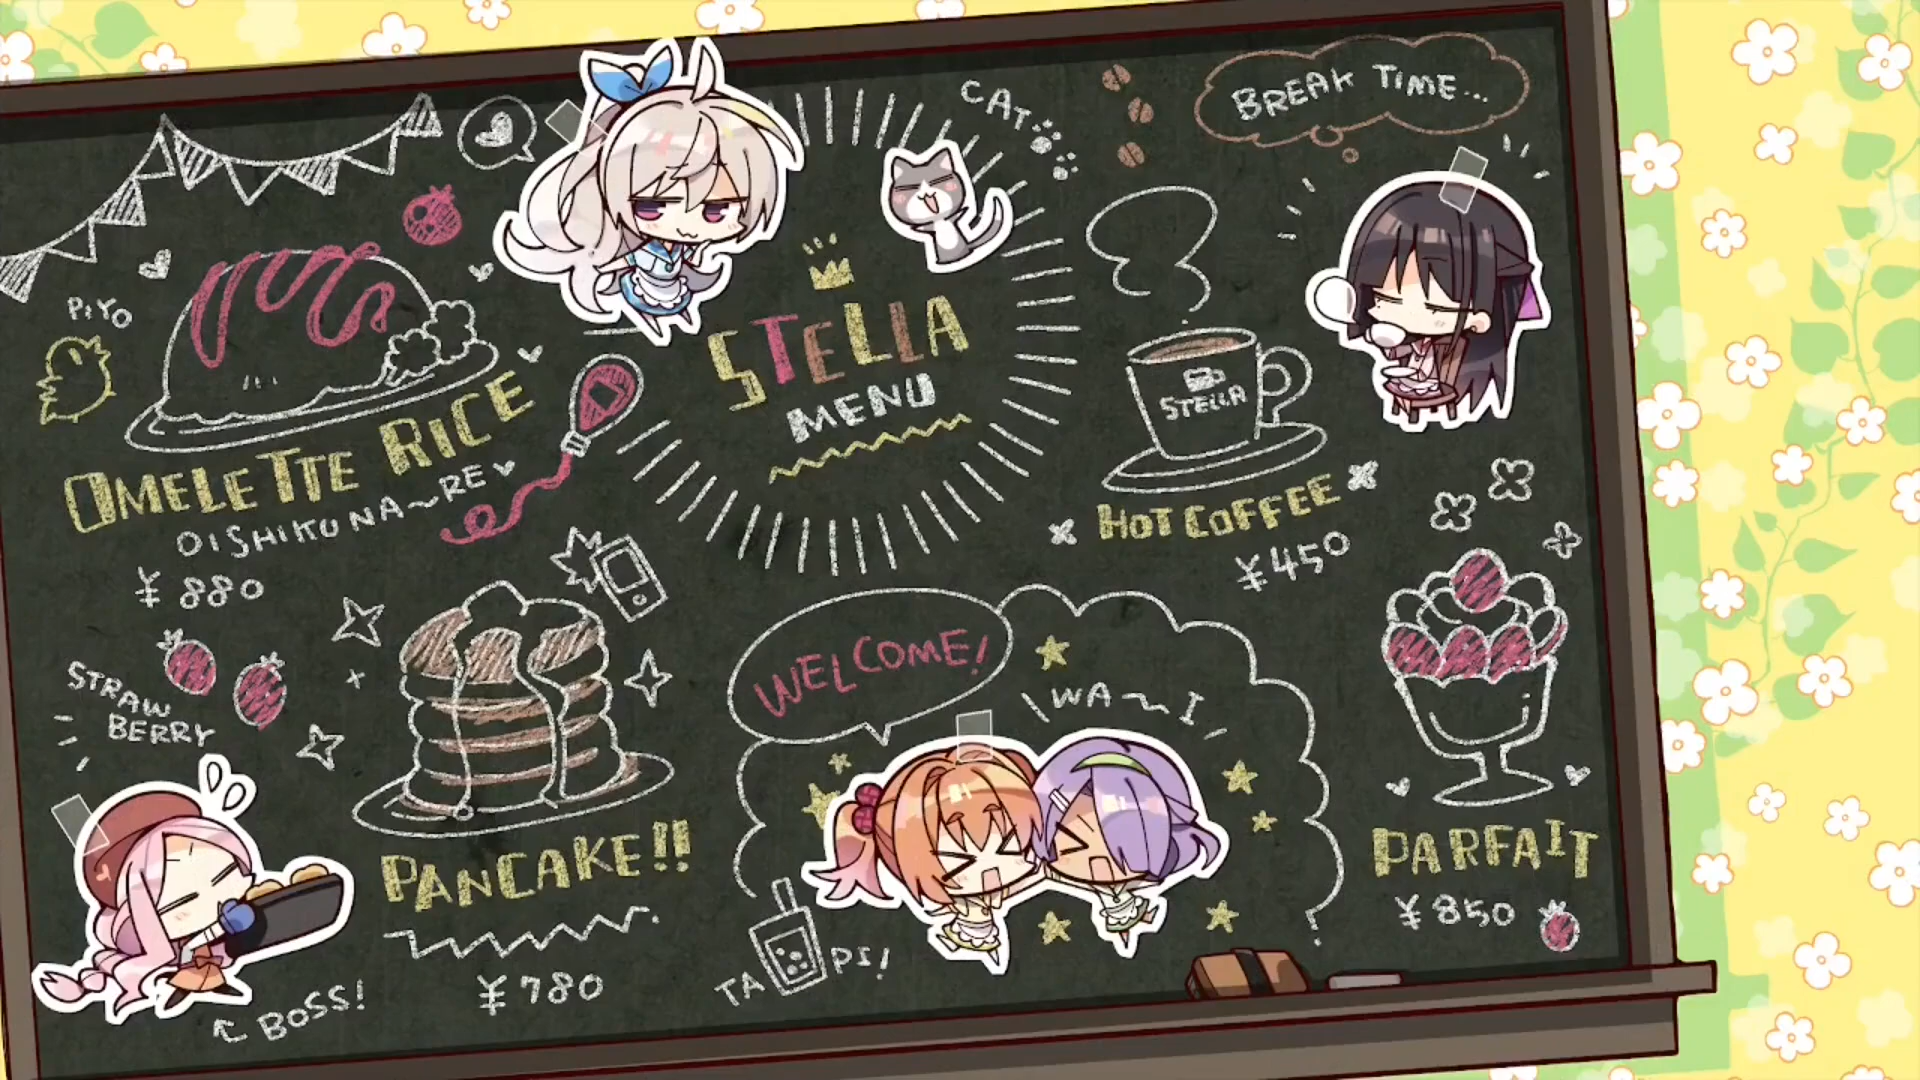 PiYO
OMELETTE RICE
OISHIKUNA~RE♥
¥880
STELLA
MENU
CAT
BREAK TIME...
STELLA
HOT COFFEE
¥450
STRAW
BERRY
BOSS!
PANCAKE!!
¥780
WELCOME!
\WA~I
TA PI!
PARFAIT
¥850